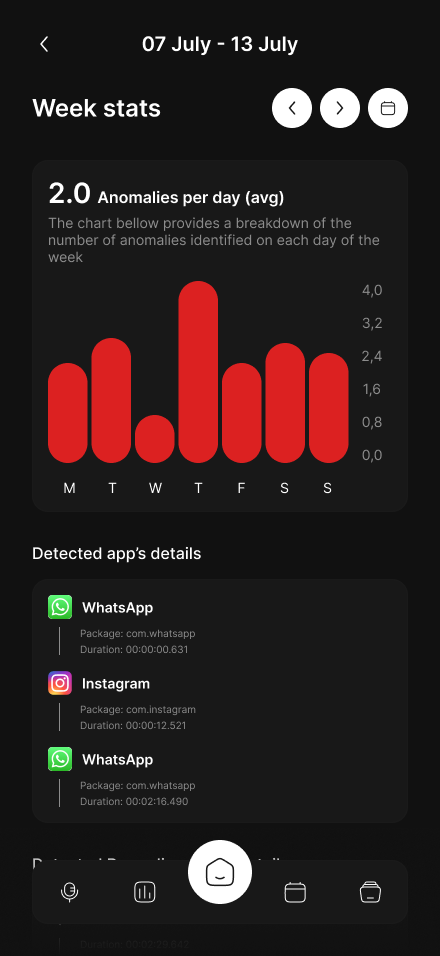 07 July - 13 July
Week stats
2.0 Anomalies per day (avg)
The chart bellow provides a breakdown of the
number of anomalies identified on each day of the
week
4,0
3,2
2,4
1,6
0,8
0,0
M T W T F S S
Detected app's details
WhatsApp
Package: com.whatsapp
Duration: 00:00:00.631
Instagram
Package: com.instagram
Duration: 00:00:12.521
WhatsApp
Package: com.whatsapp
Duration: 00:02:16.490
Detected